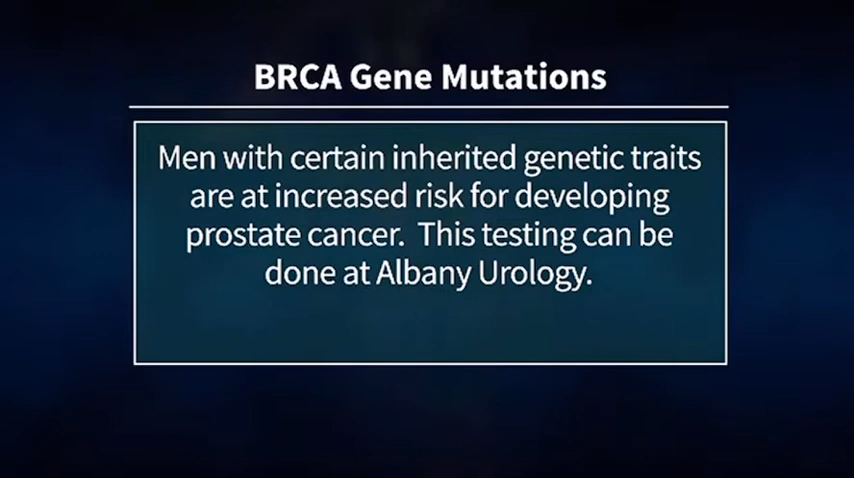 BRCA Gene Mutations
Men with certain inherited genetic traits
are at increased risk for developing
prostate cancer.  This testing can be
done at Albany Urology.